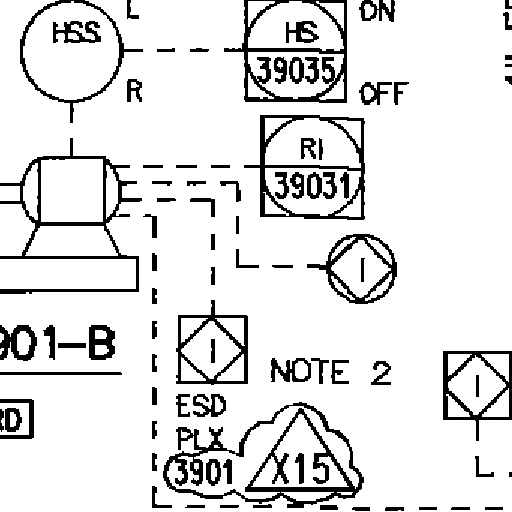 L
HSS
HS
39035
ON
R
OFF
RI
39031
I
901-B
I
NOTE 2
I
RD
ESD
PLX
3901
X15
L